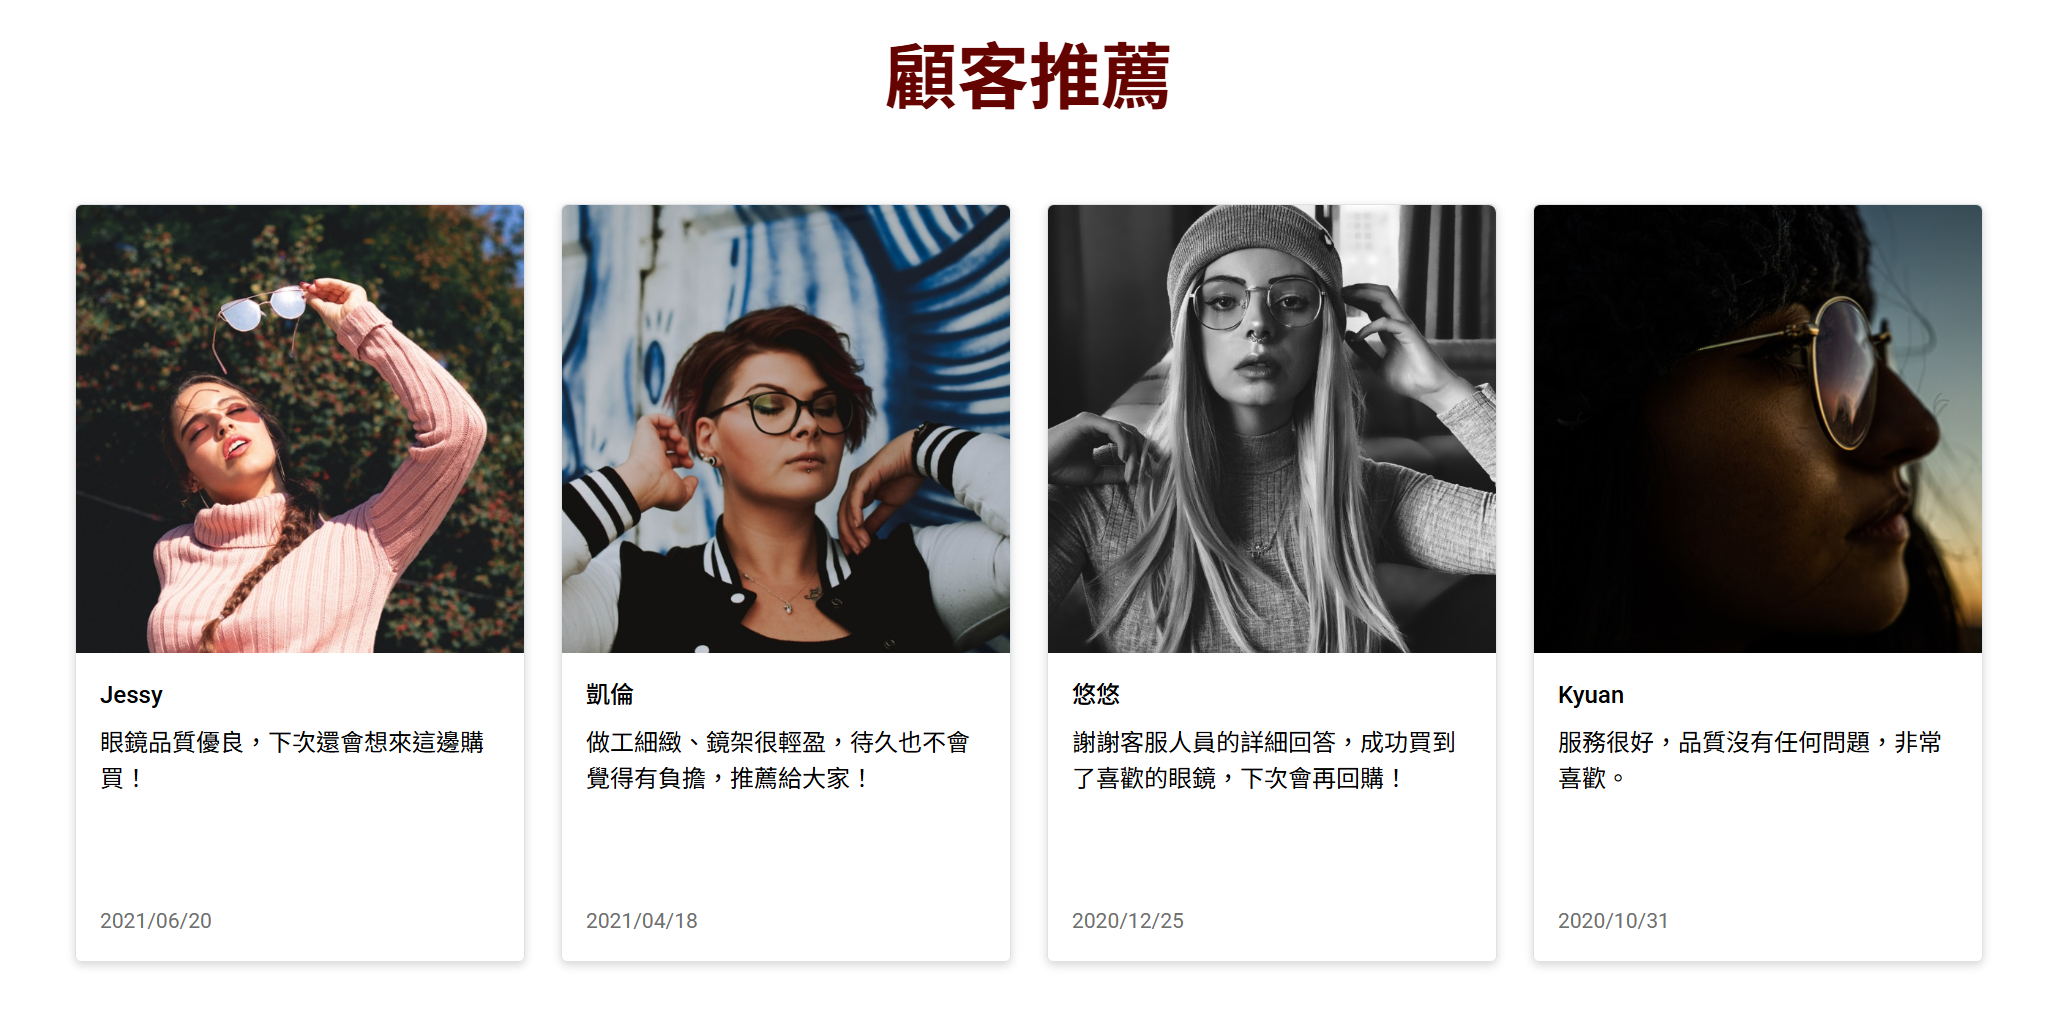 顧客推薦
Jessy
眼鏡品質優良，下次還會想來這邊購
買！
2021/06/20
凱倫
做工細緻、鏡架很輕盈，待久也不會
覺得有負擔，推薦給大家！
2021/04/18
悠悠
謝謝客服人員的詳細回答，成功買到
了喜歡的眼鏡，下次會再回購！
2020/12/25
Kyuan
服務很好，品質沒有任何問題，非常
喜歡。
2020/10/31